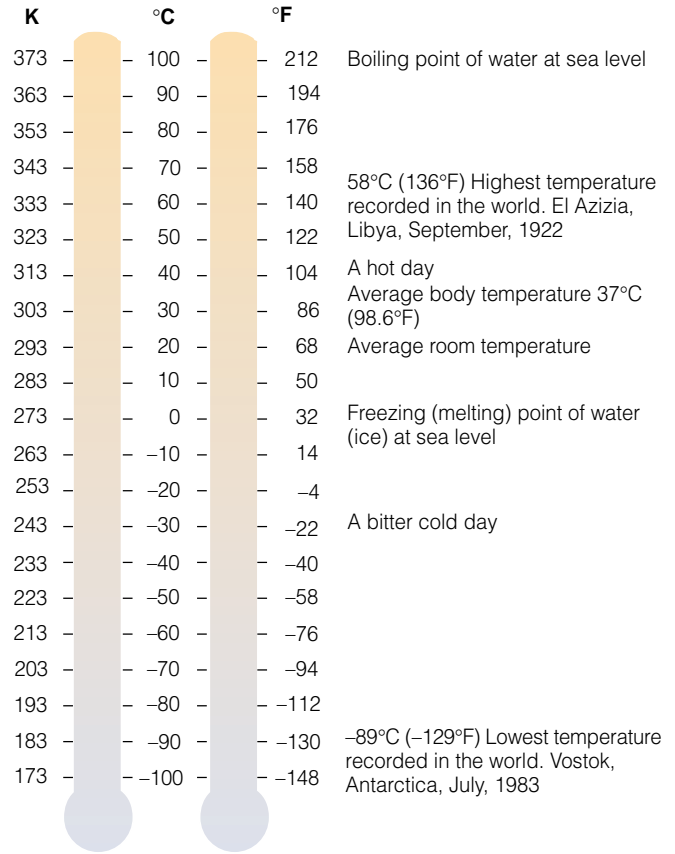 K °C °F
373 100 212 Boiling point of water at sea level
363 90 194
353 80 176
343 70 158
58°C (136°F) Highest temperature
333 60 140 recorded in the world. El Azizia,
323 50 122 Libya, September, 1922
313 40 104 A hot day
Average body temperature 37°C
303 30 86 (98.6°F)
293 20 68 Average room temperature
283 10 50
273 0 32 Freezing (melting) point of water
(ice) at sea level
263 –10 14
253 –20 –4
243 –30 –22 A bitter cold day
233 –40 –40
223 –50 –58
213 –60 –76
203 –70 –94
193 –80 –112
183 –90 –130 –89°C (–129°F) Lowest temperature
recorded in the world. Vostok,
173 –100 –148 Antarctica, July, 1983